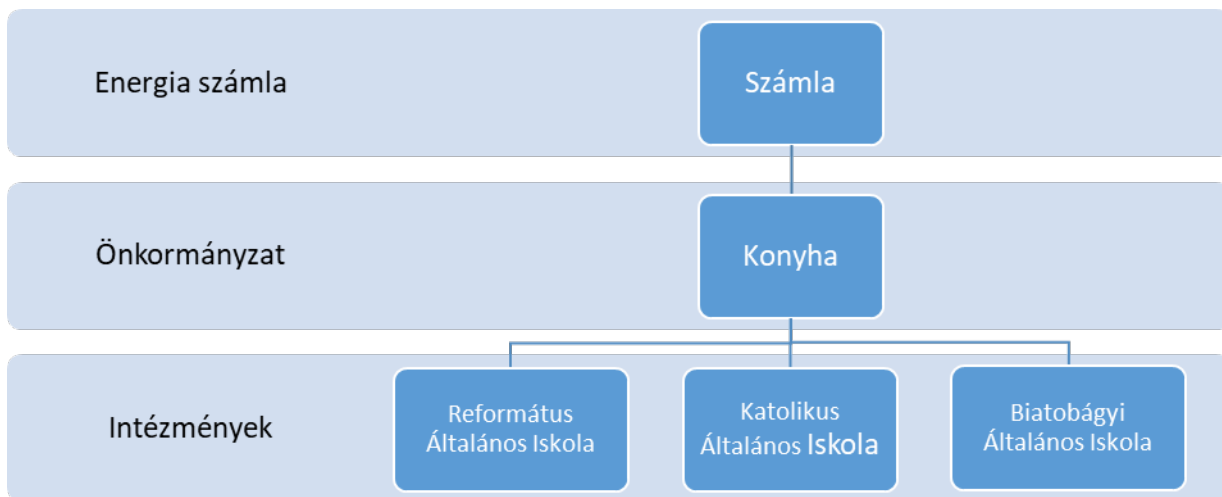 Energia számla
Számla
Önkormányzat
Konyha
Intézmények
Református
Általános Iskola
Katolikus
Általános Iskola
Biatobágyi
Általános Iskola